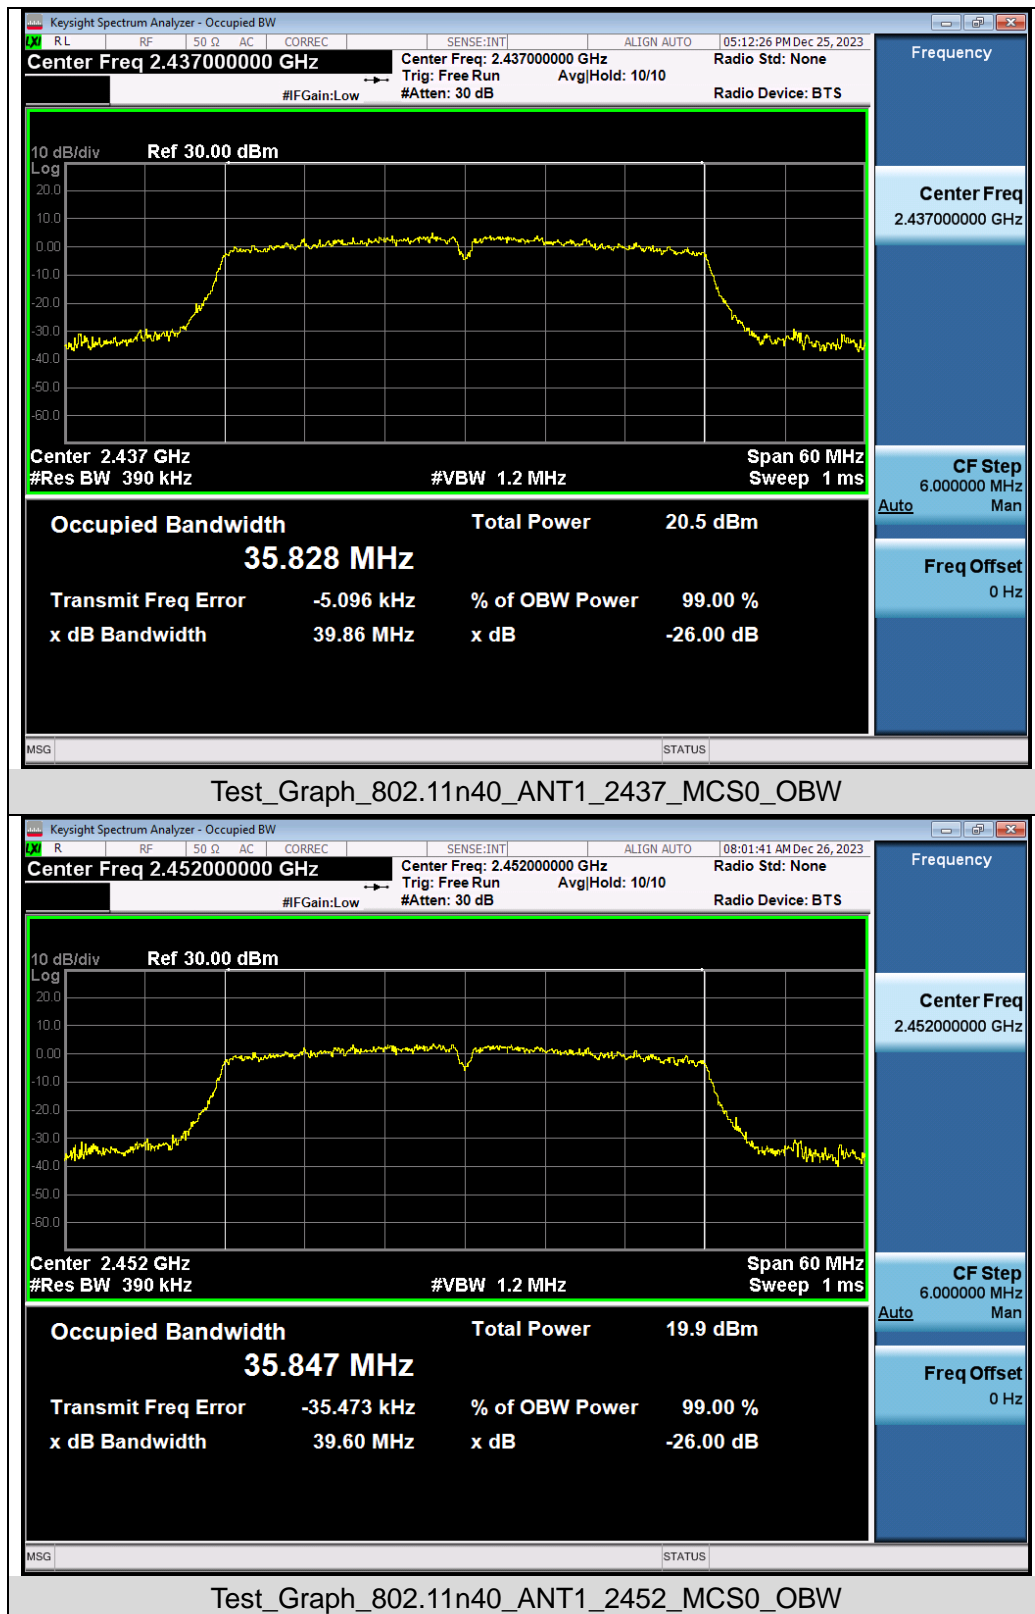 Keysight Spectrum Analyzer - Occupied BW
LXI RL RF 50 Ω AC CORREC SENSE:INT ALIGN AUTO 05:12:26 PM Dec 25, 2023
Center Freq 2.437000000 GHz
Center Freq: 2.437000000 GHz
Radio Std: None
Trig: Free Run Avg|Hold: 10/10
#IFGain:Low
#Atten: 30 dB
Radio Device: BTS
Frequency
10 dB/div Ref 30.00 dBm
Log
20.0
10.0
0.00
-10.0
-20.0
-30.0
-40.0
-50.0
-60.0
Center 2.437 GHz
Span 60 MHz
#Res BW 390 kHz
#VBW 1.2 MHz
Sweep 1 ms
Center Freq
2.437000000 GHz
CF Step
6.000000 MHz
Auto Man
Freq Offset
0 Hz
Occupied Bandwidth
Total Power 20.5 dBm
35.828 MHz
Transmit Freq Error -5.096 kHz
% of OBW Power 99.00 %
x dB Bandwidth 39.86 MHz
x dB -26.00 dB
MSG
STATUS
Test_Graph_802.11n40_ANT1_2437_MCS0_OBW
Keysight Spectrum Analyzer - Occupied BW
LXI R RF 50 Ω AC CORREC SENSE:INT ALIGN AUTO 08:01:41 AM Dec 26, 2023
Center Freq 2.452000000 GHz
Center Freq: 2.452000000 GHz
Radio Std: None
Trig: Free Run Avg|Hold: 10/10
#IFGain:Low
#Atten: 30 dB
Radio Device: BTS
Frequency
10 dB/div Ref 30.00 dBm
Log
20.0
10.0
0.00
-10.0
-20.0
-30.0
-40.0
-50.0
-60.0
Center 2.452 GHz
Span 60 MHz
#Res BW 390 kHz
#VBW 1.2 MHz
Sweep 1 ms
Center Freq
2.452000000 GHz
CF Step
6.000000 MHz
Auto Man
Freq Offset
0 Hz
Occupied Bandwidth
Total Power 19.9 dBm
35.847 MHz
Transmit Freq Error -35.473 kHz
% of OBW Power 99.00 %
x dB Bandwidth 39.60 MHz
x dB -26.00 dB
MSG
STATUS
Test_Graph_802.11n40_ANT1_2452_MCS0_OBW